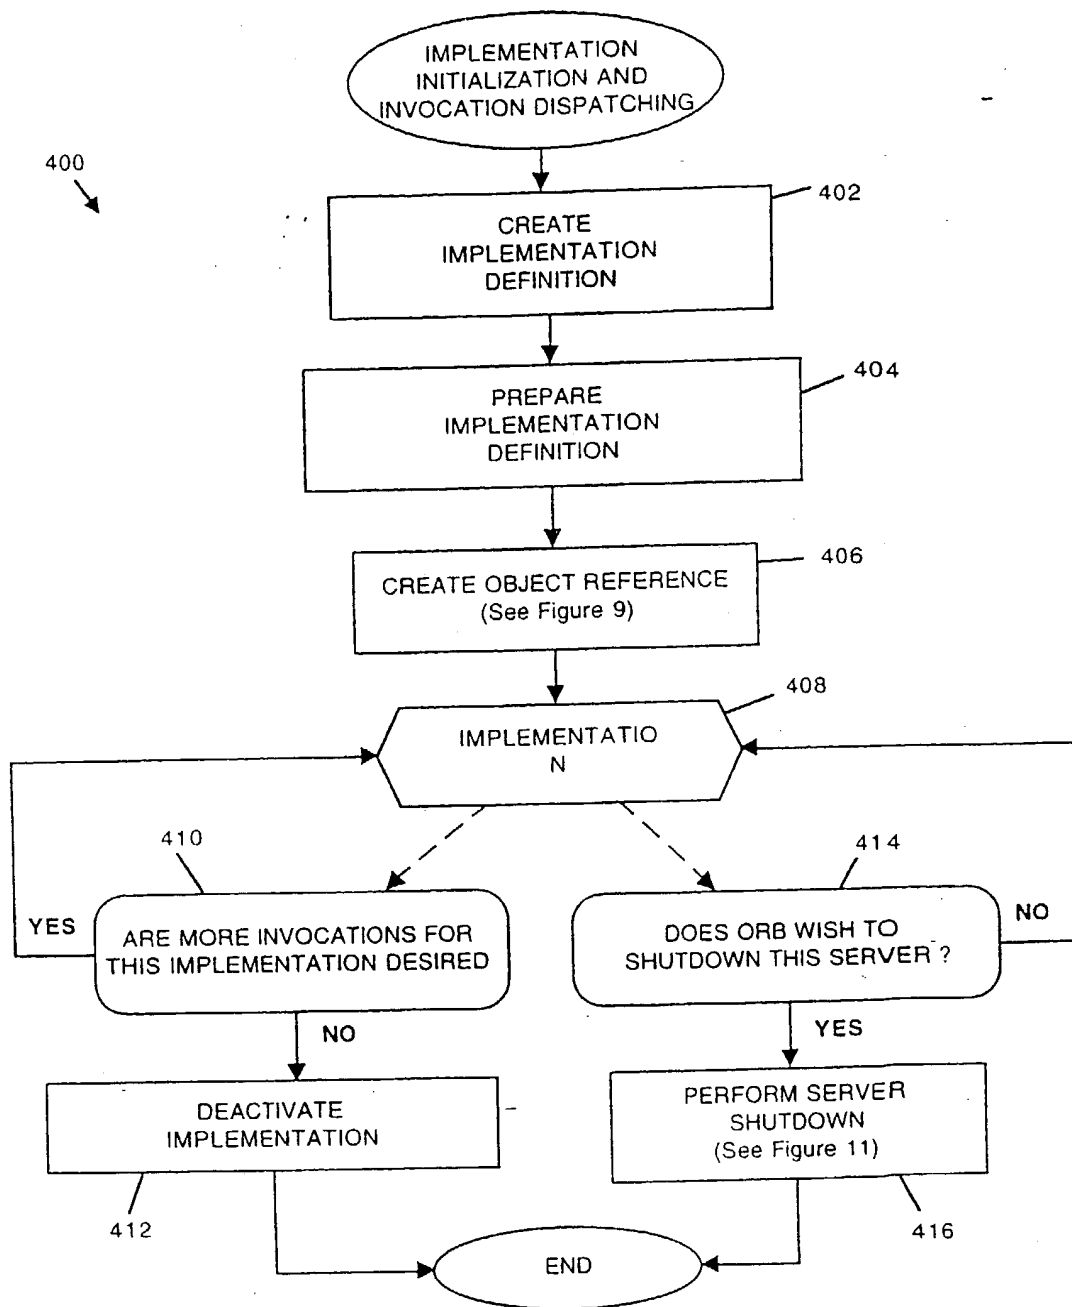 IMPLEMENTATION
INITIALIZATION AND
INVOCATION DISPATCHING
400
402
CREATE
IMPLEMENTATION
DEFINITION
404
PREPARE
IMPLEMENTATION
DEFINITION
406
CREATE OBJECT REFERENCE
(See Figure 9)
408
IMPLEMENTATIO
N
410
414
YES
ARE MORE INVOCATIONS FOR
THIS IMPLEMENTATION DESIRED
DOES ORB WISH TO
SHUTDOWN THIS SERVER ?
NO
NO
YES
DEACTIVATE
IMPLEMENTATION
PERFORM SERVER
SHUTDOWN
(See Figure 11)
412
416
END